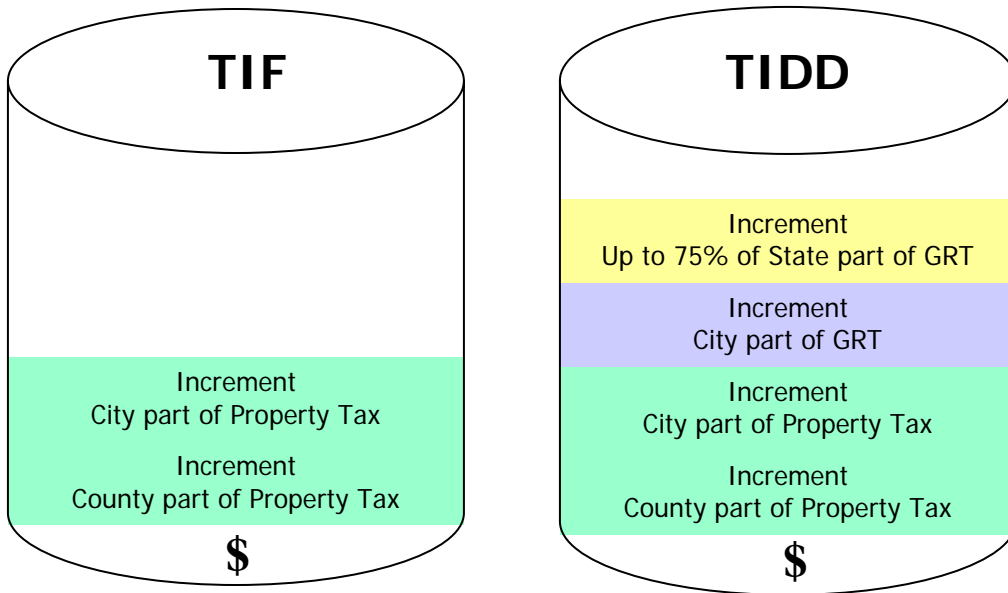 TIF
Increment
City part of Property Tax
Increment
County part of Property Tax
$
TIDD
Increment
Up to 75% of State part of GRT
Increment
City part of GRT
Increment
City part of Property Tax
Increment
County part of Property Tax
$